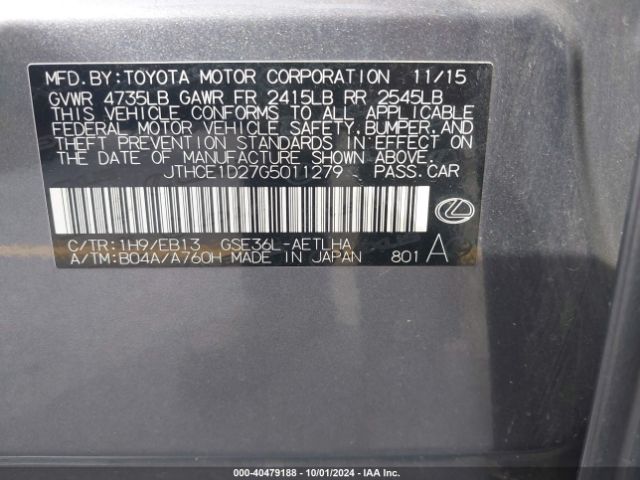 MFD.BY:TOYOTA MOTOR CORPORATION 11/15
GVWR 4735LB GAWR FR 2415LB RR 2545LB
THIS VEHICLE CONFORMS TO ALL APPLICABLE
FEDERAL MOTOR VEHICLE SAFETY,BUMPER,AND
THEFT PREVENTION STANDARDS IN EFFECT ON
THE DATE OF MANUFACTURE SHOWN ABOVE.
JTHCE1D27G5011279 PASS.CAR
C/TR:1H9/EB13 GSE36L-AETLHA
A/TM:B04A/A760H MADE IN JAPAN 801 A
000-40479188 - 10/01/2024 - IAA Inc.